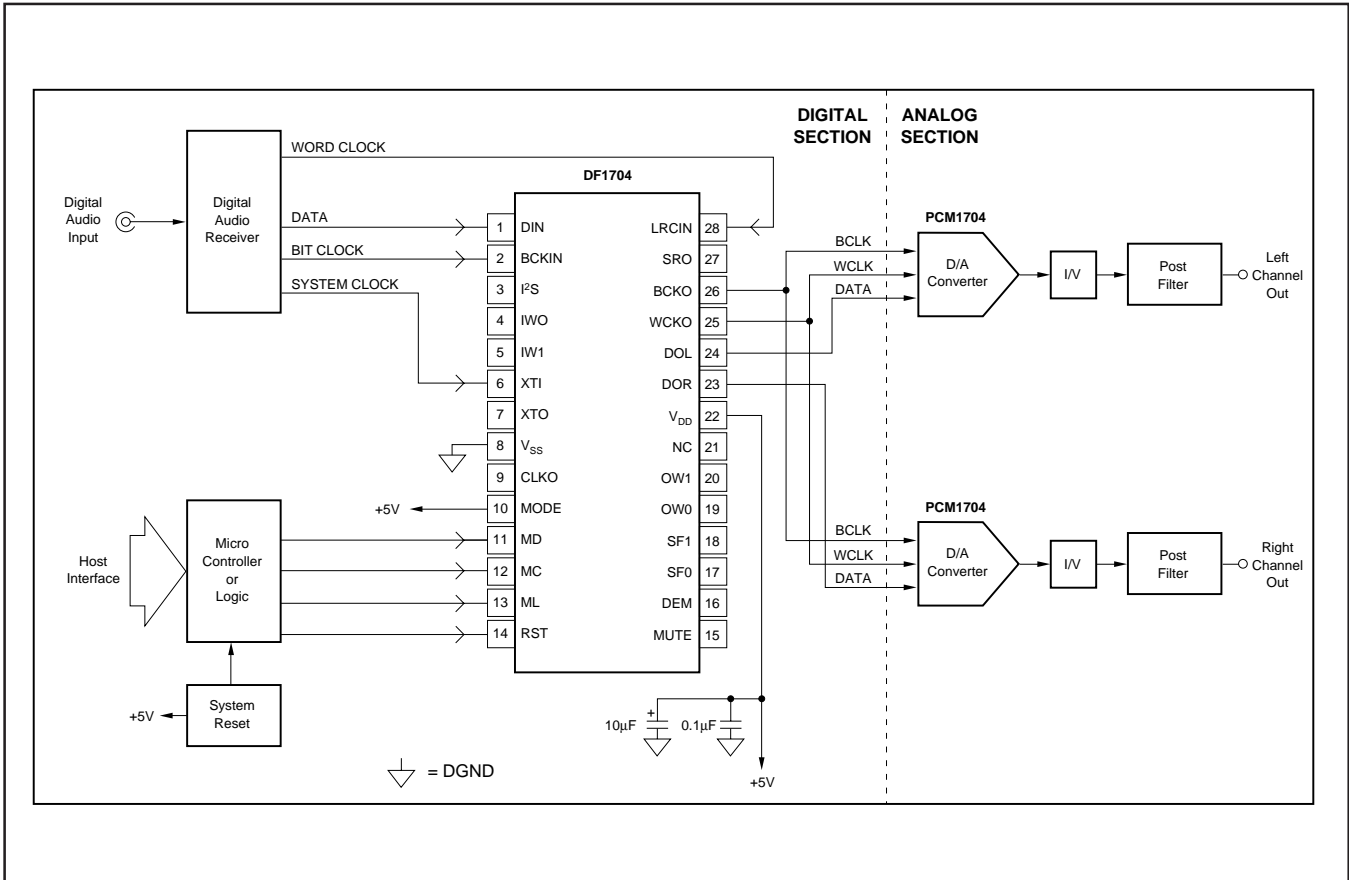 DIGITAL
SECTION
ANALOG
SECTION
WORD CLOCK
DF1704
Digital
Audio
Input
Digital
Audio
Receiver
DATA
BIT CLOCK
SYSTEM CLOCK
1 DIN
2 BCKIN
3 I²S
4 IWO
5 IW1
6 XTI
7 XTO
8 VSS
9 CLKO
10 MODE
11 MD
12 MC
13 ML
14 RST
LRCIN 28
SRO 27
BCKO 26
WCKO 25
DOL 24
DOR 23
VDD 22
NC 21
OW1 20
OW0 19
SF1 18
SF0 17
DEM 16
MUTE 15
PCM1704
BCLK
WCLK
DATA
D/A
Converter
I/V
Post
Filter
Left
Channel
Out
+5V
Host
Interface
Micro
Controller
or
Logic
PCM1704
BCLK
WCLK
DATA
D/A
Converter
I/V
Post
Filter
Right
Channel
Out
+5V
System
Reset
10µF
+
0.1µF
+5V
= DGND